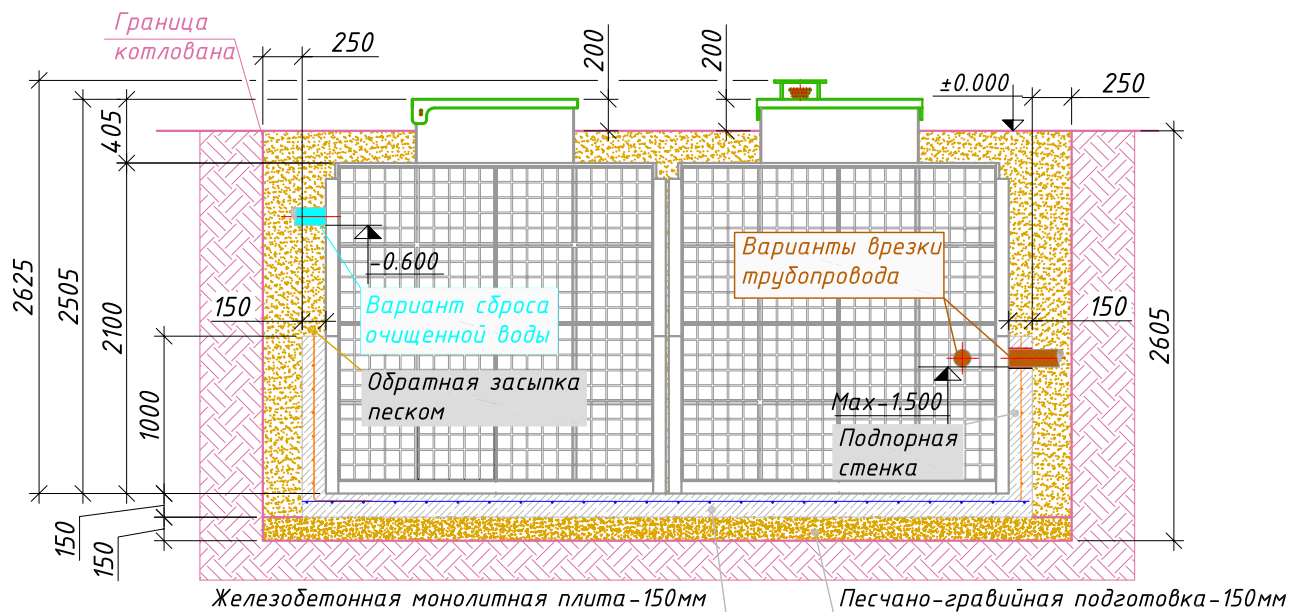 Граница
котлована
250
200
200
±0.000
250
405
2625
2505
2100
-0.600
Варианты врезки
трубопровода
Вариант сброса
очищенной воды
150
150
2605
Обратная засыпка
песком
1000
Max-1.500
Подпорная
стенка
150
150
Железобетонная монолитная плита-150мм
Песчано-гравийная подготовка-150мм